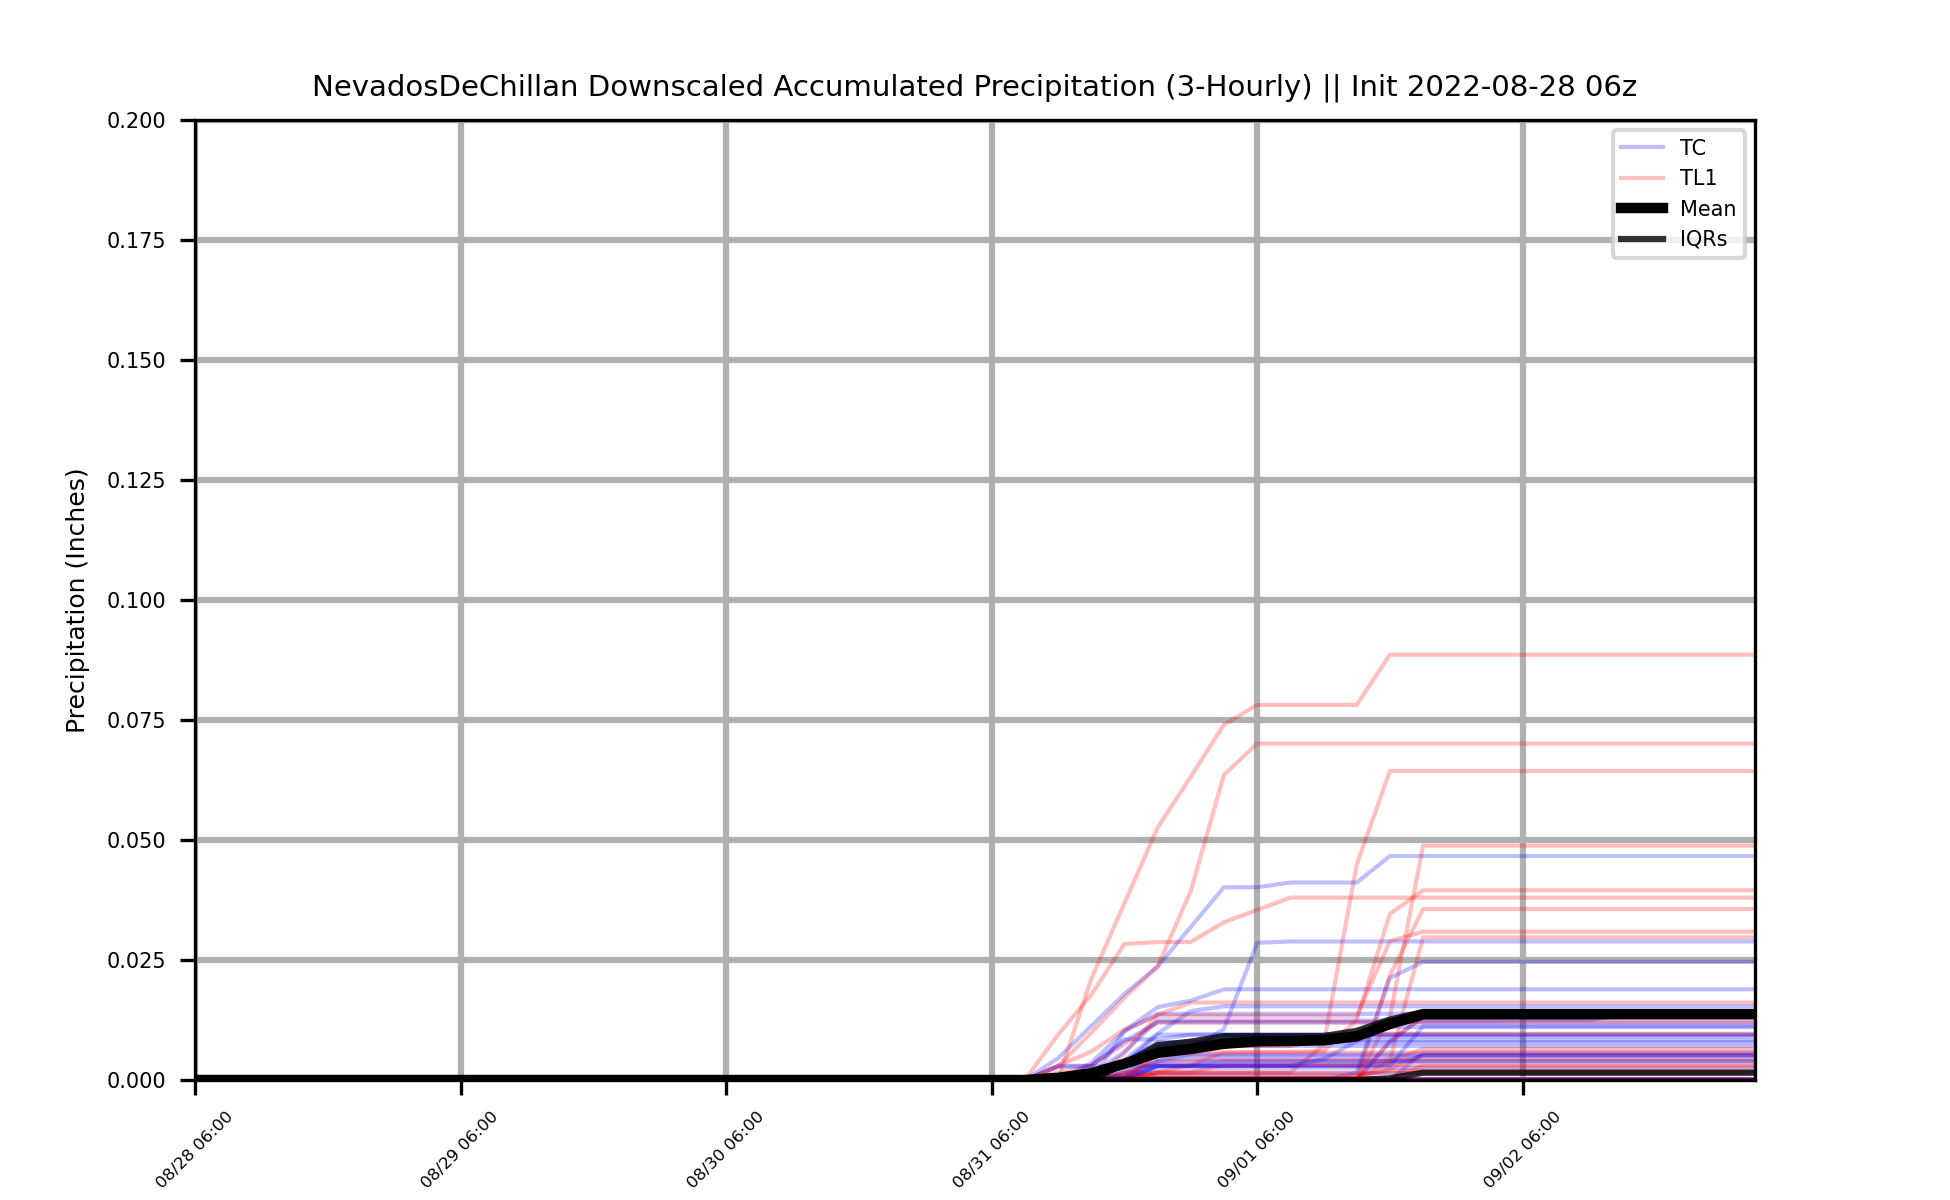 NevadosDeChillan Downscaled Accumulated Precipitation (3-Hourly) || Init 2022-08-28 06z
0.200
0.175
0.150
0.125
0.100
0.075
0.050
0.025
0.000
Precipitation (Inches)
TC
TL1
Mean
IQRs
08/28 06:00
08/29 06:00
08/30 06:00
08/31 06:00
09/01 06:00
09/02 06:00